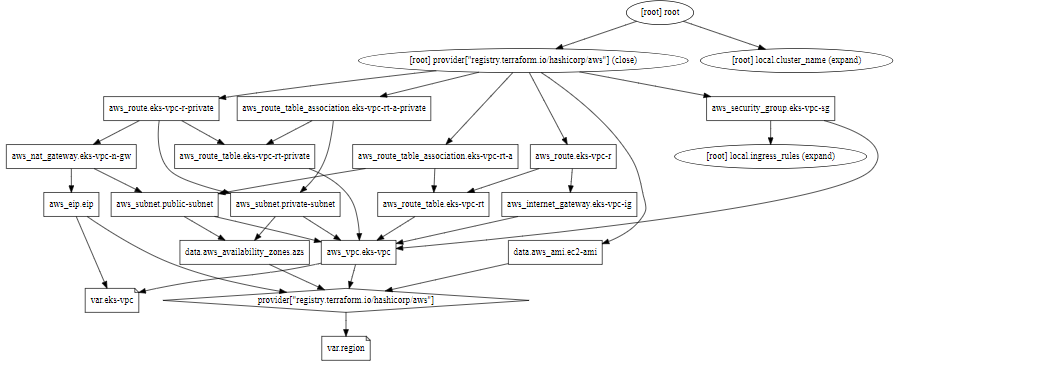 [root] root
[root] provider["registry.terraform.io/hashicorp/aws"] (close)
[root] local.cluster_name (expand)
aws_route.eks-vpc-r-private
aws_route_table_association.eks-vpc-rt-a-private
aws_security_group.eks-vpc-sg
aws_nat_gateway.eks-vpc-n-gw
aws_route_table.eks-vpc-rt-private
aws_route_table_association.eks-vpc-rt-a
aws_route.eks-vpc-r
[root] local.ingress_rules (expand)
aws_eip.eip
aws_subnet.public-subnet
aws_subnet.private-subnet
aws_route_table.eks-vpc-rt
aws_internet_gateway.eks-vpc-ig
data.aws_availability_zones.azs
aws_vpc.eks-vpc
data.aws_ami.ec2-ami
var.eks-vpc
provider["registry.terraform.io/hashicorp/aws"]
var.region